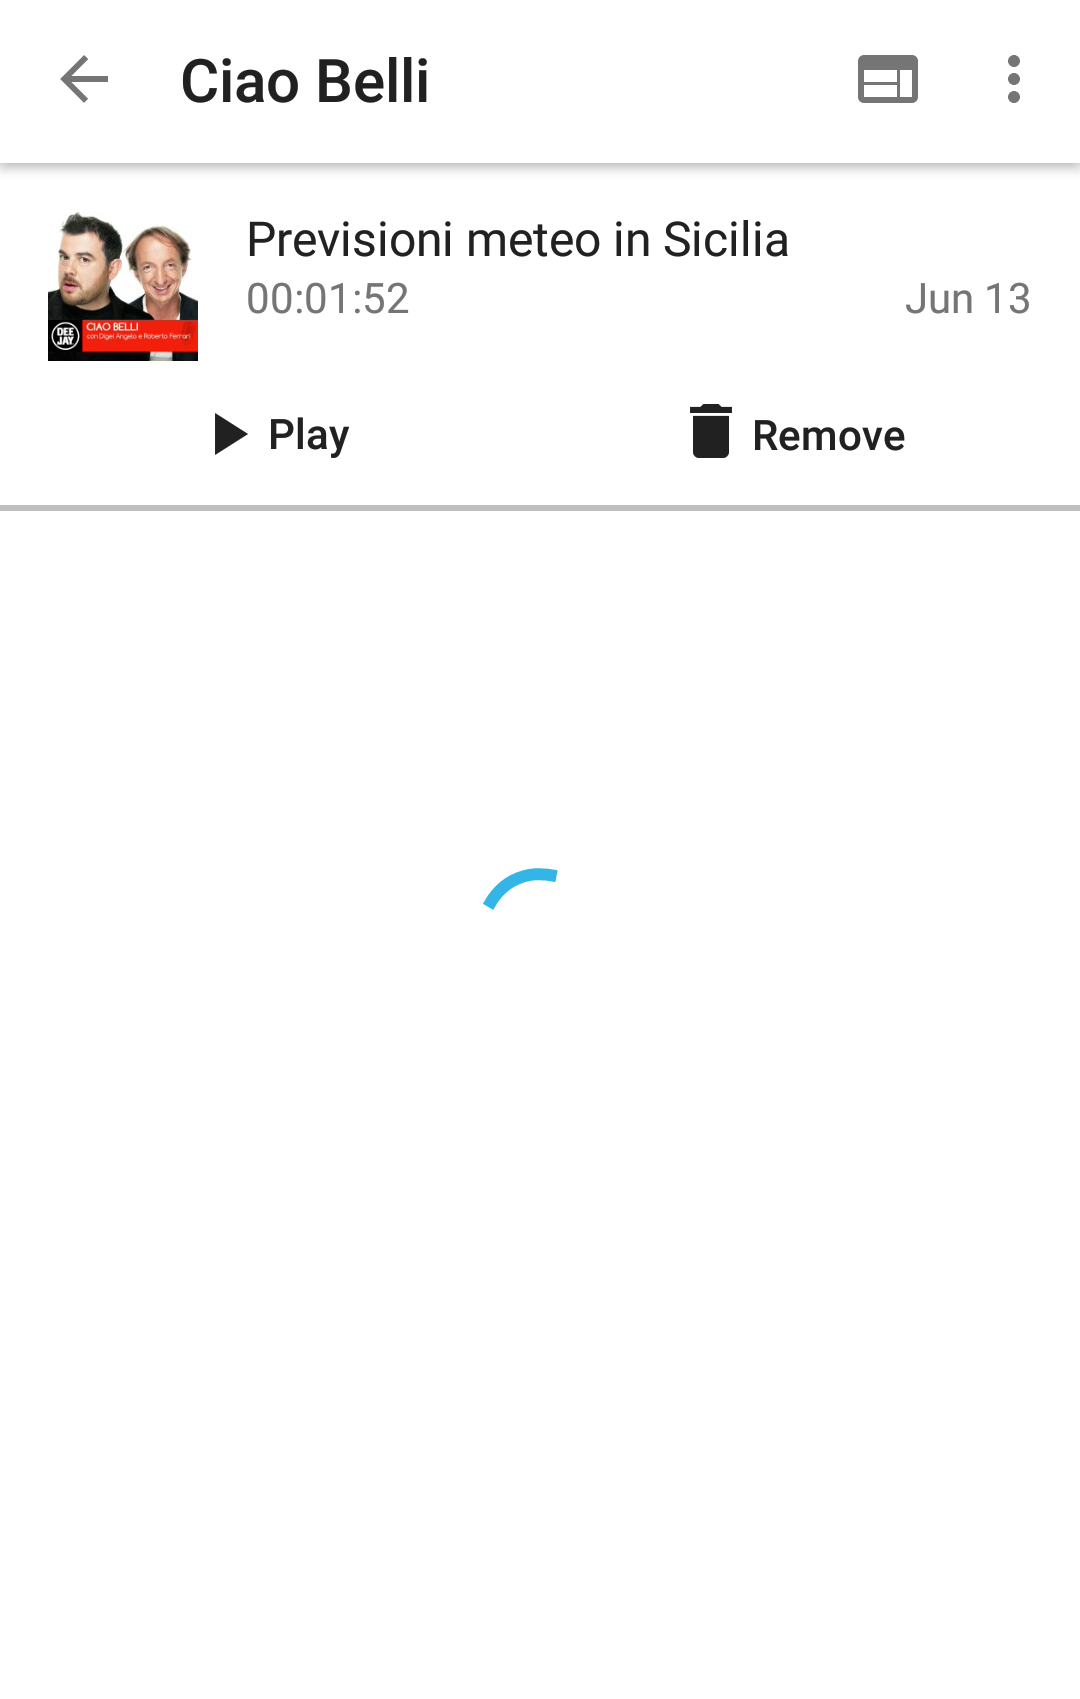 Ciao Belli
Previsioni meteo in Sicilia
00:01:52
Jun 13
DEE
JAY
CIAO BELLI
con Digei Angelo e Roberto Ferrari
Play
Remove